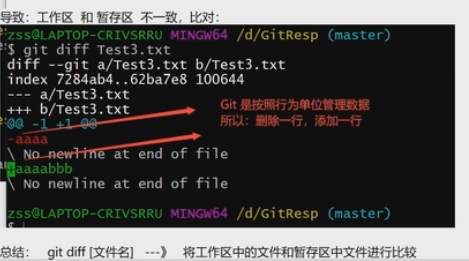 导致：工作区 和 暂存区 不一致，比对：
zss@LAPTOP-CRIVSRRU MINGW64 /d/GitResp (master)
$ git diff Test3.txt
diff --git a/Test3.txt b/Test3.txt
index 7284ab4..62ba7e8 100644
--- a/Test3.txt
+++ b/Test3.txt
@@ -1 +1 @@
-aaaa
\ No newline at end of file
+aaaabbb
\ No newline at end of file
Git 是按照行为单位管理数据
所以：删除一行，添加一行
zss@LAPTOP-CRIVSRRU MINGW64 /d/GitResp (master)
$
总结： git diff [文件名] ---》 将工作区中的文件和暂存区中文件进行比较